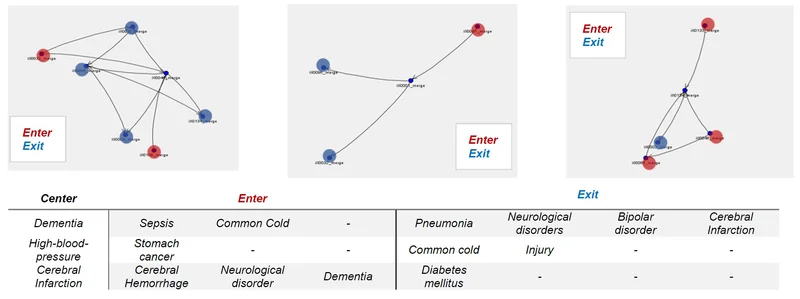 Enter
Exit
Enter
Exit
Enter
Exit
Center Enter Exit
Dementia Sepsis Common Cold - Pneumonia Neurological disorders Bipolar disorder Cerebral Infarction
High-blood-pressure Stomach cancer - - Common cold Injury - -
Cerebral Infarction Cerebral Hemorrhage Neurological disorder Dementia Diabetes mellitus - - -